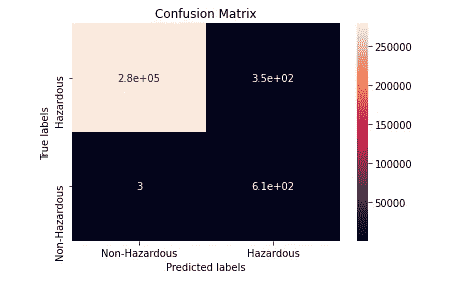 Confusion Matrix
True labels
Hazardous
Non-Hazardous
2.8e+05
3.5e+02
3
6.1e+02
Non-Hazardous
Hazardous
Predicted labels
250000
200000
150000
100000
50000